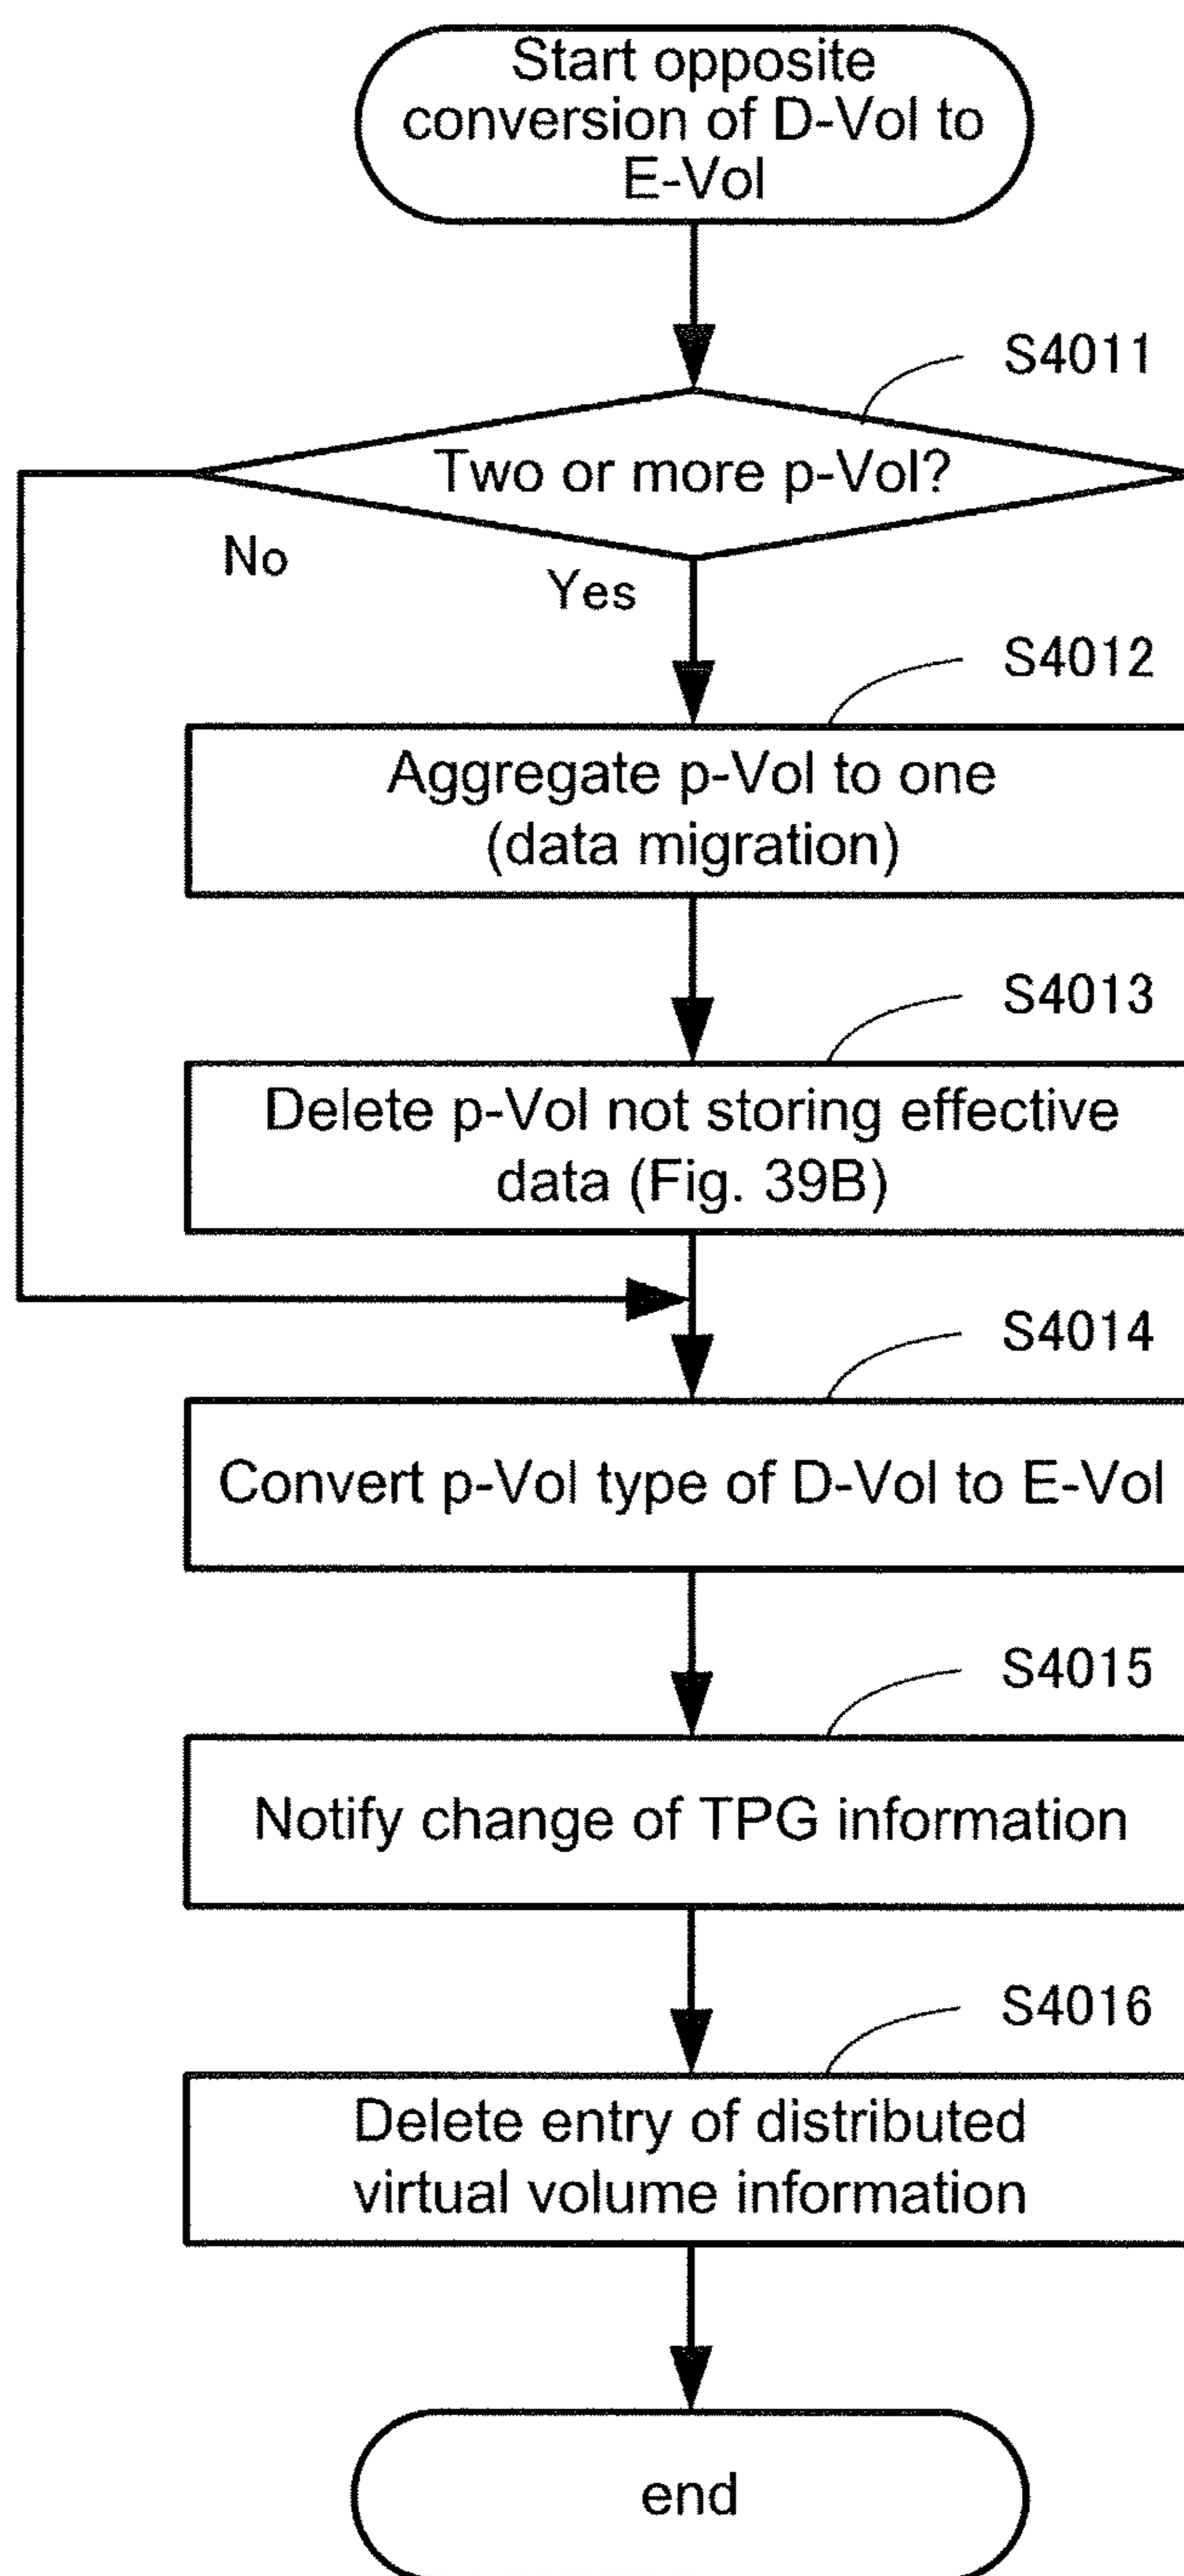 Start opposite
conversion of D-Vol to
E-Vol
S4011
Two or more p-Vol?
No
Yes
S4012
Aggregate p-Vol to one
(data migration)
S4013
Delete p-Vol not storing effective
data (Fig. 39B)
S4014
Convert p-Vol type of D-Vol to E-Vol
S4015
Notify change of TPG information
S4016
Delete entry of distributed
virtual volume information
end